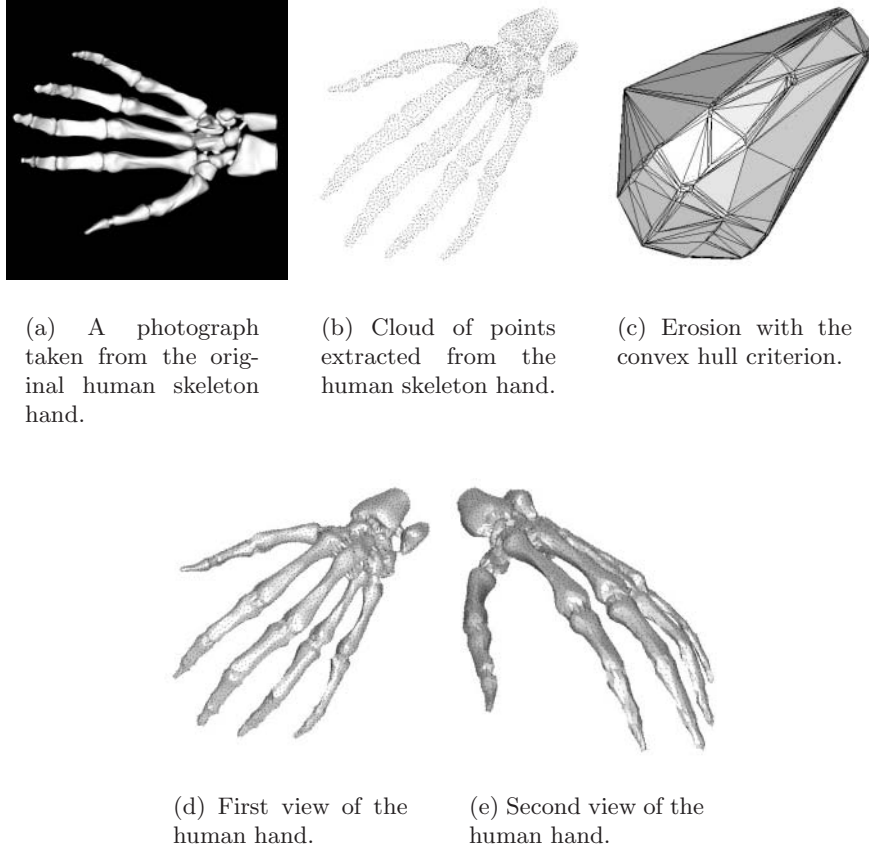 (a) A photograph
taken from the orig-
inal human skeleton
hand.
(b) Cloud of points
extracted from the
human skeleton hand.
(c) Erosion with the
convex hull criterion.
(d) First view of the
human hand.
(e) Second view of the
human hand.